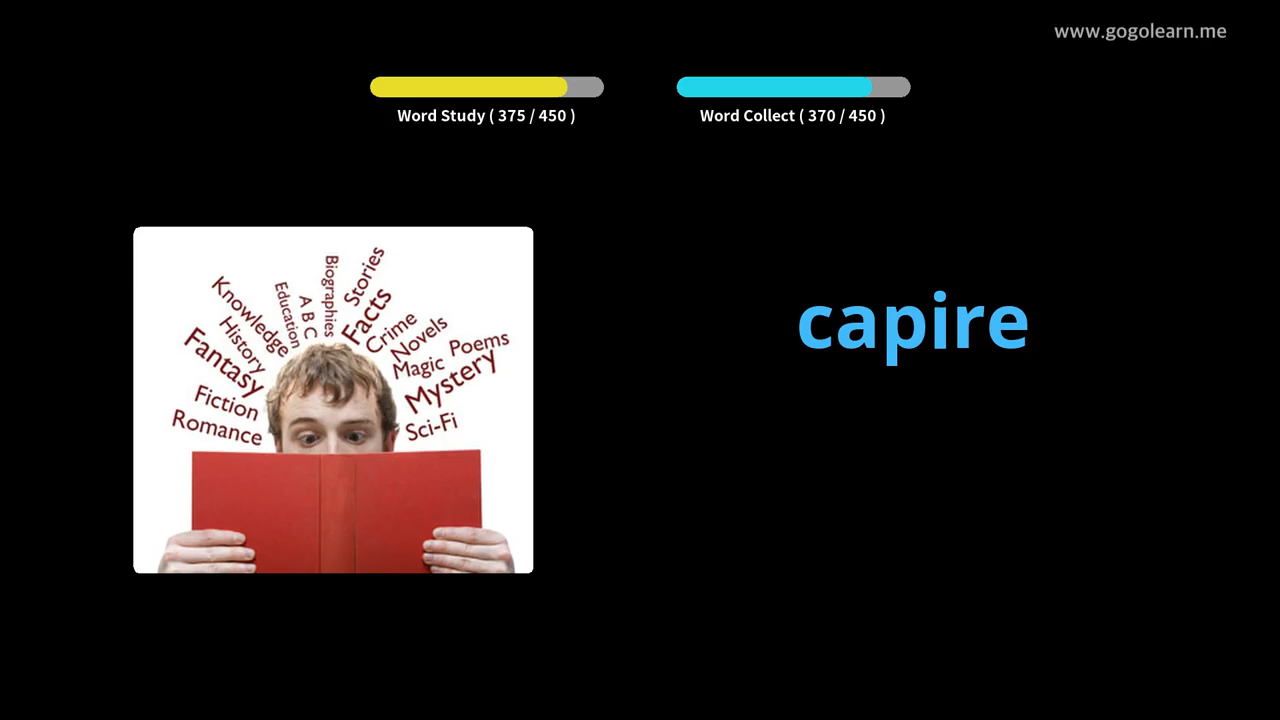 www.gogolearn.me
Word Study ( 375 / 450 )
Word Collect ( 370 / 450 )
Knowledge
Education
A B C
Biographies
Stories
Facts
Crime
Novels
Poems
Magic
Mystery
Sci-Fi
History
Fantasy
Fiction
Romance
capire